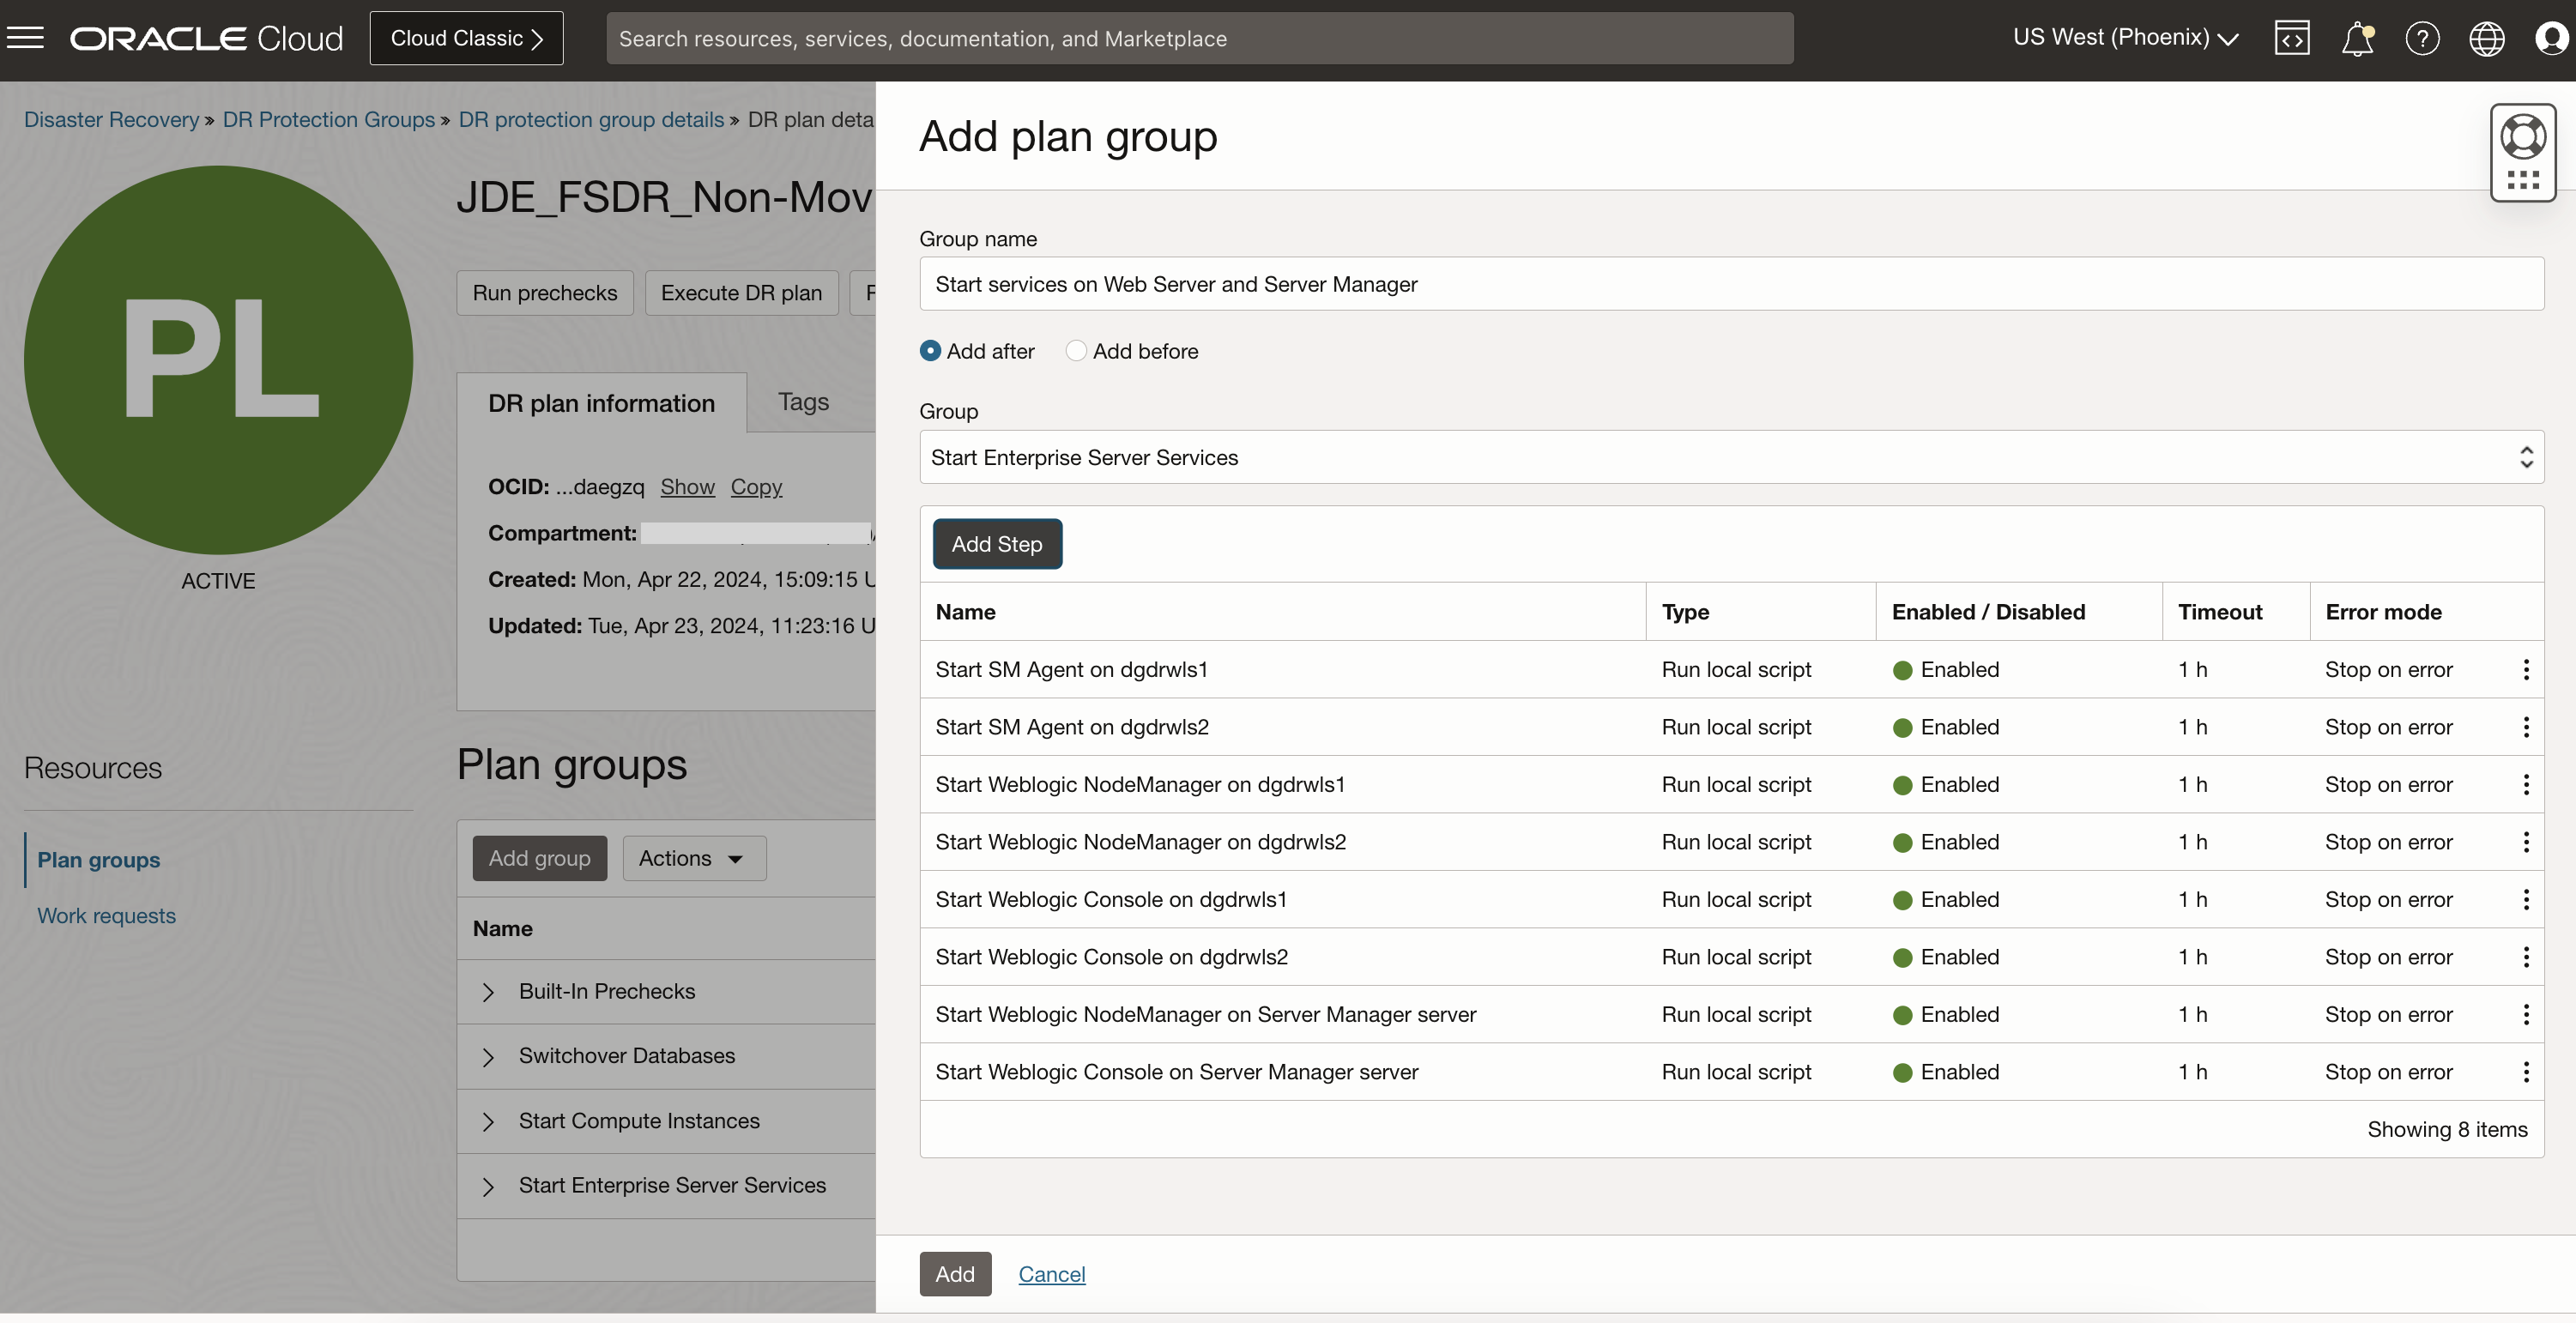 ORACLE Cloud
Cloud Classic
Search resources, services, documentation, and Marketplace
US West (Phoenix)
Disaster Recovery » DR Protection Groups » DR protection group details » DR plan deta
PL
ACTIVE
JDE_FSDR_Non-Mov
Run prechecks
Execute DR plan
DR plan information
Tags
OCID: ...daegzq Show Copy
Compartment:
Created: Mon, Apr 22, 2024, 15:09:15 U
Updated: Tue, Apr 23, 2024, 11:23:16 U
Resources
Plan groups
Work requests
Plan groups
Add group
Actions
Name
Built-In Prechecks
Switchover Databases
Start Compute Instances
Start Enterprise Server Services
Add plan group
Group name
Start services on Web Server and Server Manager
Add after
Add before
Group
Start Enterprise Server Services
Add Step
Name Type Enabled / Disabled Timeout Error mode
Start SM Agent on dgdrwls1 Run local script Enabled 1 h Stop on error
Start SM Agent on dgdrwls2 Run local script Enabled 1 h Stop on error
Start Weblogic NodeManager on dgdrwls1 Run local script Enabled 1 h Stop on error
Start Weblogic NodeManager on dgdrwls2 Run local script Enabled 1 h Stop on error
Start Weblogic Console on dgdrwls1 Run local script Enabled 1 h Stop on error
Start Weblogic Console on dgdrwls2 Run local script Enabled 1 h Stop on error
Start Weblogic NodeManager on Server Manager server Run local script Enabled 1 h Stop on error
Start Weblogic Console on Server Manager server Run local script Enabled 1 h Stop on error
Showing 8 items
Add
Cancel